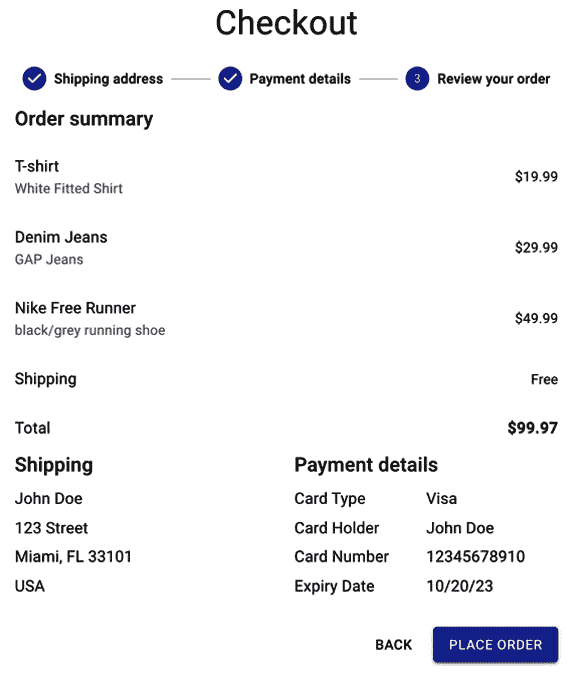 Checkout
Shipping address
Payment details
3 Review your order
Order summary
T-shirt $19.99
White Fitted Shirt
Denim Jeans $29.99
GAP Jeans
Nike Free Runner $49.99
black/grey running shoe
Shipping Free
Total $99.97
Shipping
John Doe
123 Street
Miami, FL 33101
USA
Payment details
Card Type Visa
Card Holder John Doe
Card Number 12345678910
Expiry Date 10/20/23
BACK PLACE ORDER